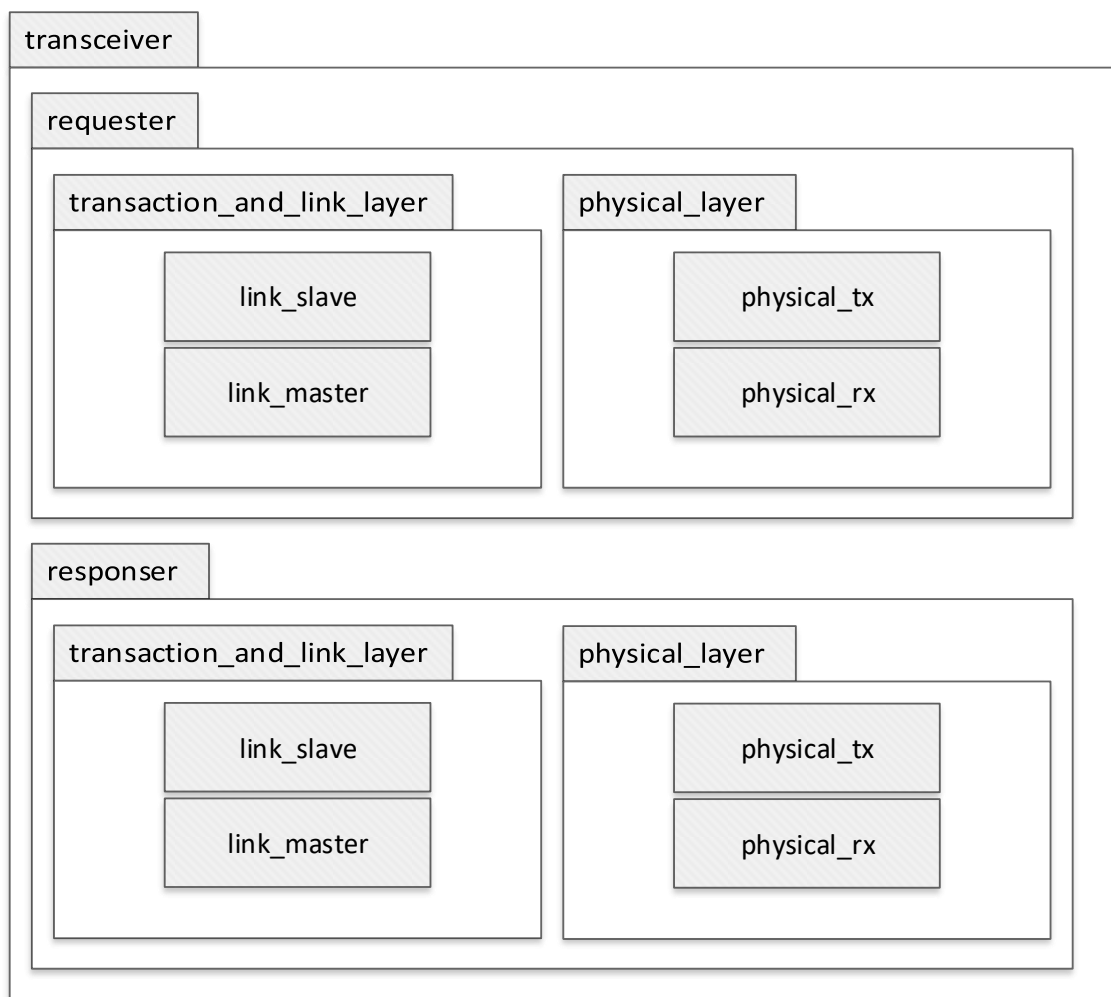 transceiver
requester
transaction_and_link_layer
physical_layer
link_slave
physical_tx
link_master
physical_rx
responser
transaction_and_link_layer
physical_layer
link_slave
physical_tx
link_master
physical_rx